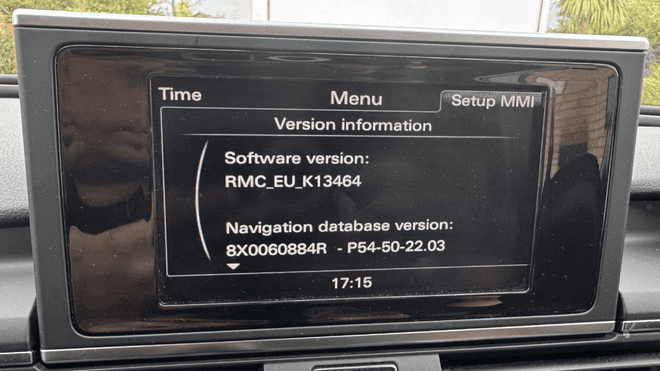 Time
Menu
Setup MMI
Version information
Software version:
RMC_EU_K13464
Navigation database version:
8X0060884R - P54-50-22.03
17:15